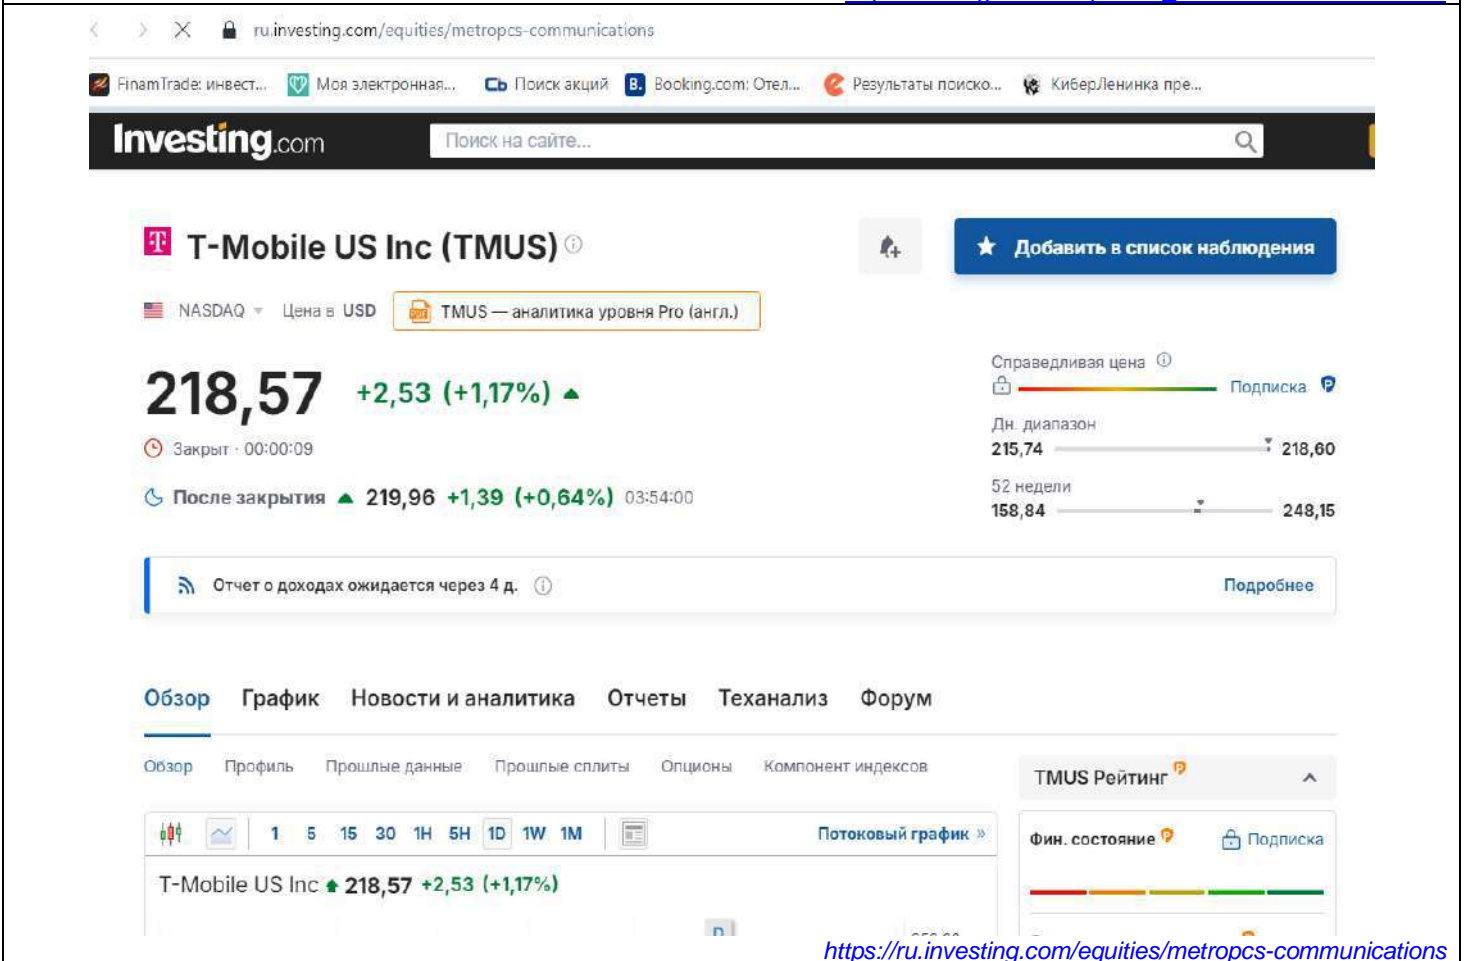 ru.investing.com/equities/metropcs-communications
FinamTrade: инвест... Моя электронная... Сb Поиск акций B. Booking.com: Отел... Результаты поиско... КиберЛенинка пре...
Investing.com Поиск на сайте...
T-Mobile US Inc (TMUS)
Добавить в список наблюдения
NASDAQ Цена в USD TMUS — аналитика уровня Pro (англ.)
218,57 +2,53 (+1,17%)
Справедливая цена
Подписка
Дн. диапазон
215,74 218,60
Закрыт · 00:00:09
52 недели
158,84 248,15
После закрытия 219,96 +1,39 (+0,64%) 03:54:00
Отчет о доходах ожидается через 4 д. Подробнее
Обзор График Новости и аналитика Отчеты Теханализ Форум
Обзор Профиль Прошлые данные Прошлые сплиты Опционы Компонент индексов
TMUS Рейтинг
1 5 15 30 1H 5H 1D 1W 1M Потоковый график »
Фин. состояние Подписка
T-Mobile US Inc 218,57 +2,53 (+1,17%)
https://ru.investing.com/equities/metropcs-communications